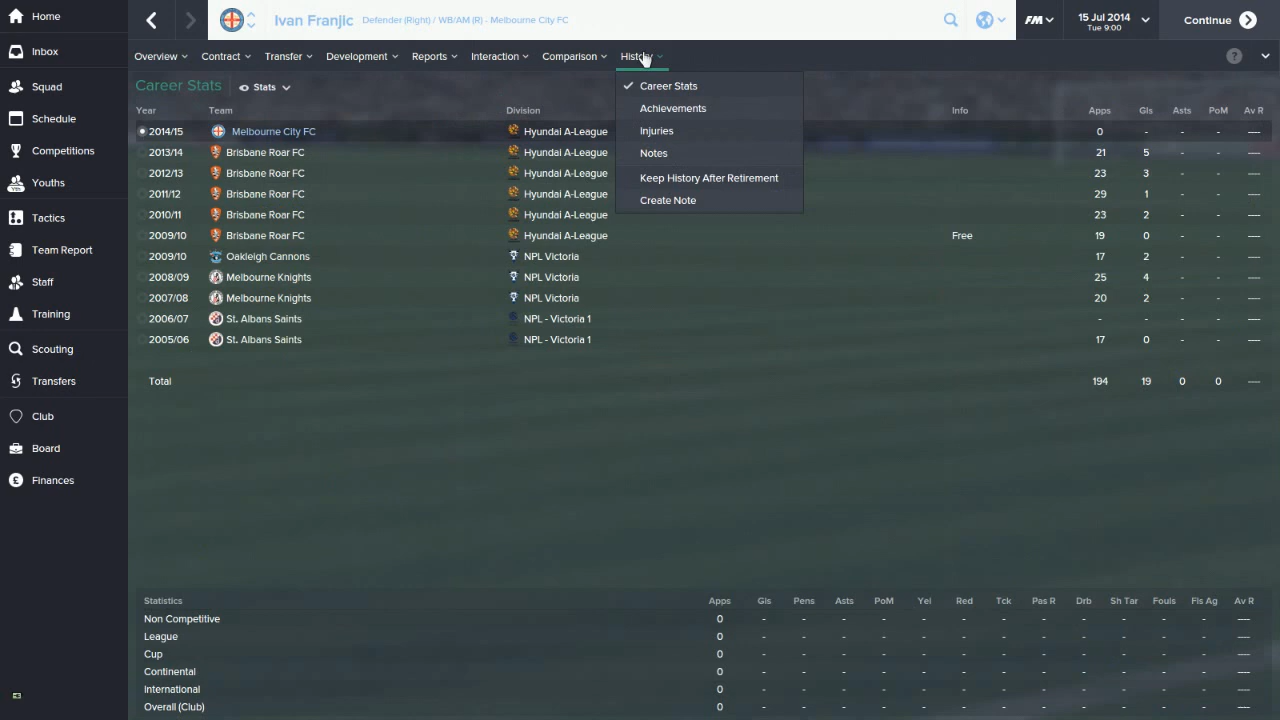 Home
Ivan Franjic
Defender (Right) / WB/AM (R) - Melbourne City FC
FM
15 Jul 2014
Tue 9:00
Continue
Inbox
Overview
Contract
Transfer
Development
Reports
Interaction
Comparison
History
?
Career Stats
Stats
Career Stats
Achievements
Injuries
Notes
Keep History After Retirement
Create Note
Year Team Division Info Apps Gls Asts PoM Av R
2014/15 Melbourne City FC Hyundai A-League 0 - - - ---
2013/14 Brisbane Roar FC Hyundai A-League 21 5 - - ---
2012/13 Brisbane Roar FC Hyundai A-League 23 3 - - ---
2011/12 Brisbane Roar FC Hyundai A-League 29 1 - - ---
2010/11 Brisbane Roar FC Hyundai A-League 23 2 - - ---
2009/10 Brisbane Roar FC Hyundai A-League Free 19 0 - - ---
2009/10 Oakleigh Cannons NPL Victoria 17 2 - - ---
2008/09 Melbourne Knights NPL Victoria 25 4 - - ---
2007/08 Melbourne Knights NPL Victoria 20 2 - - ---
2006/07 St. Albans Saints NPL - Victoria 1 - - - - ---
2005/06 St. Albans Saints NPL - Victoria 1 17 0 - - ---
Total 194 19 0 0 ---
Squad
Schedule
Competitions
Youths
Tactics
Team Report
Staff
Training
Scouting
Transfers
Club
Board
Finances
Statistics Apps Gls Pens Asts PoM Yel Red Tck Pas R Drb Sh Tar Fouls Fls Ag Av R
Non Competitive 0 - - - - - - - - - - - - ---
League 0 - - - - - - - - - - - - ---
Cup 0 - - - - - - - - - - - - ---
Continental 0 - - - - - - - - - - - - ---
International 0 - - - - - - - - - - - - ---
Overall (Club) 0 - - - - - - - - - - - - ---